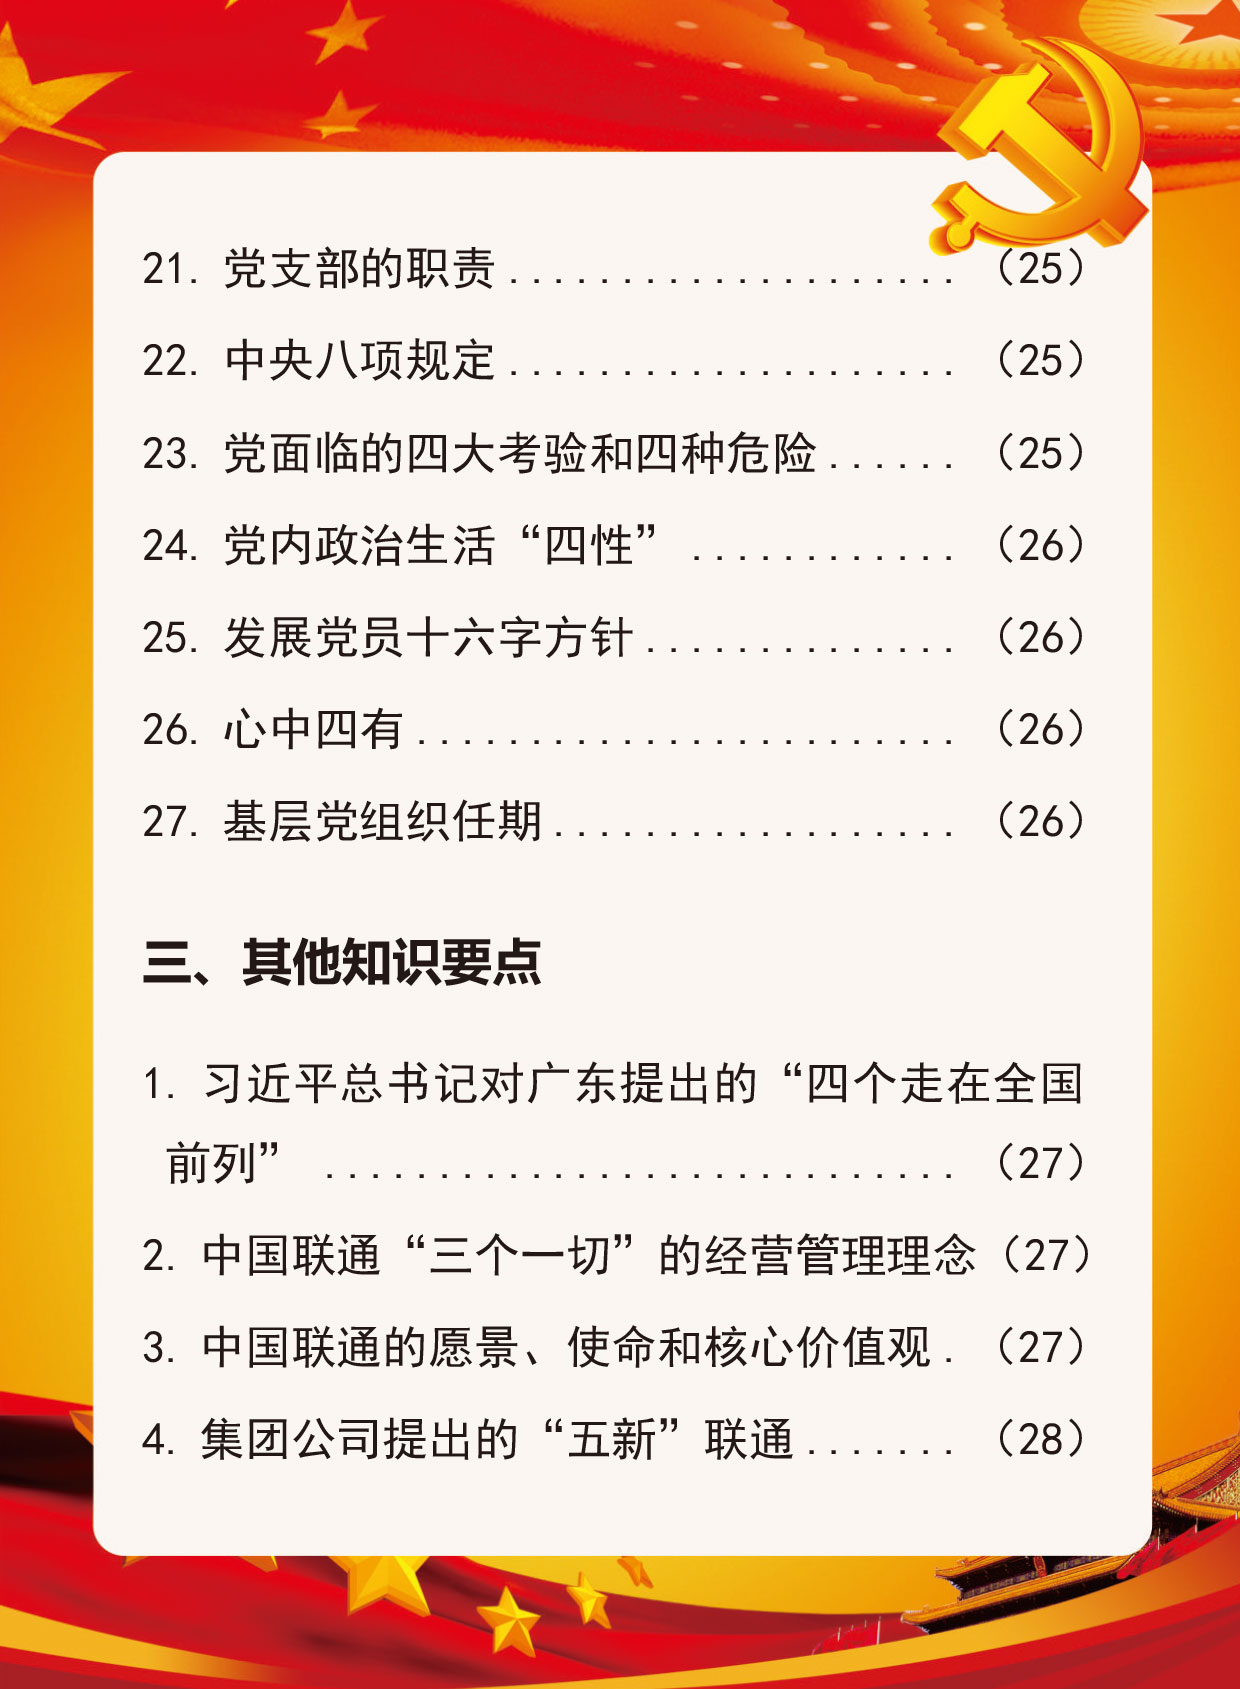 21. 党支部的职责.................... （25）
22. 中央八项规定.................... （25）
23. 党面临的四大考验和四种危险...... （25）
24. 党内政治生活“四性” ............ （26）
25. 发展党员十六字方针.............. （26）
26. 心中四有........................ （26）
27. 基层党组织任期.................. （26）
三、其他知识要点
1. 习近平总书记对广东提出的“四个走在全国
前列” ............................ （27）
2. 中国联通“三个一切”的经营管理理念（27）
3. 中国联通的愿景、使命和核心价值观. （27）
4. 集团公司提出的“五新”联通....... （28）